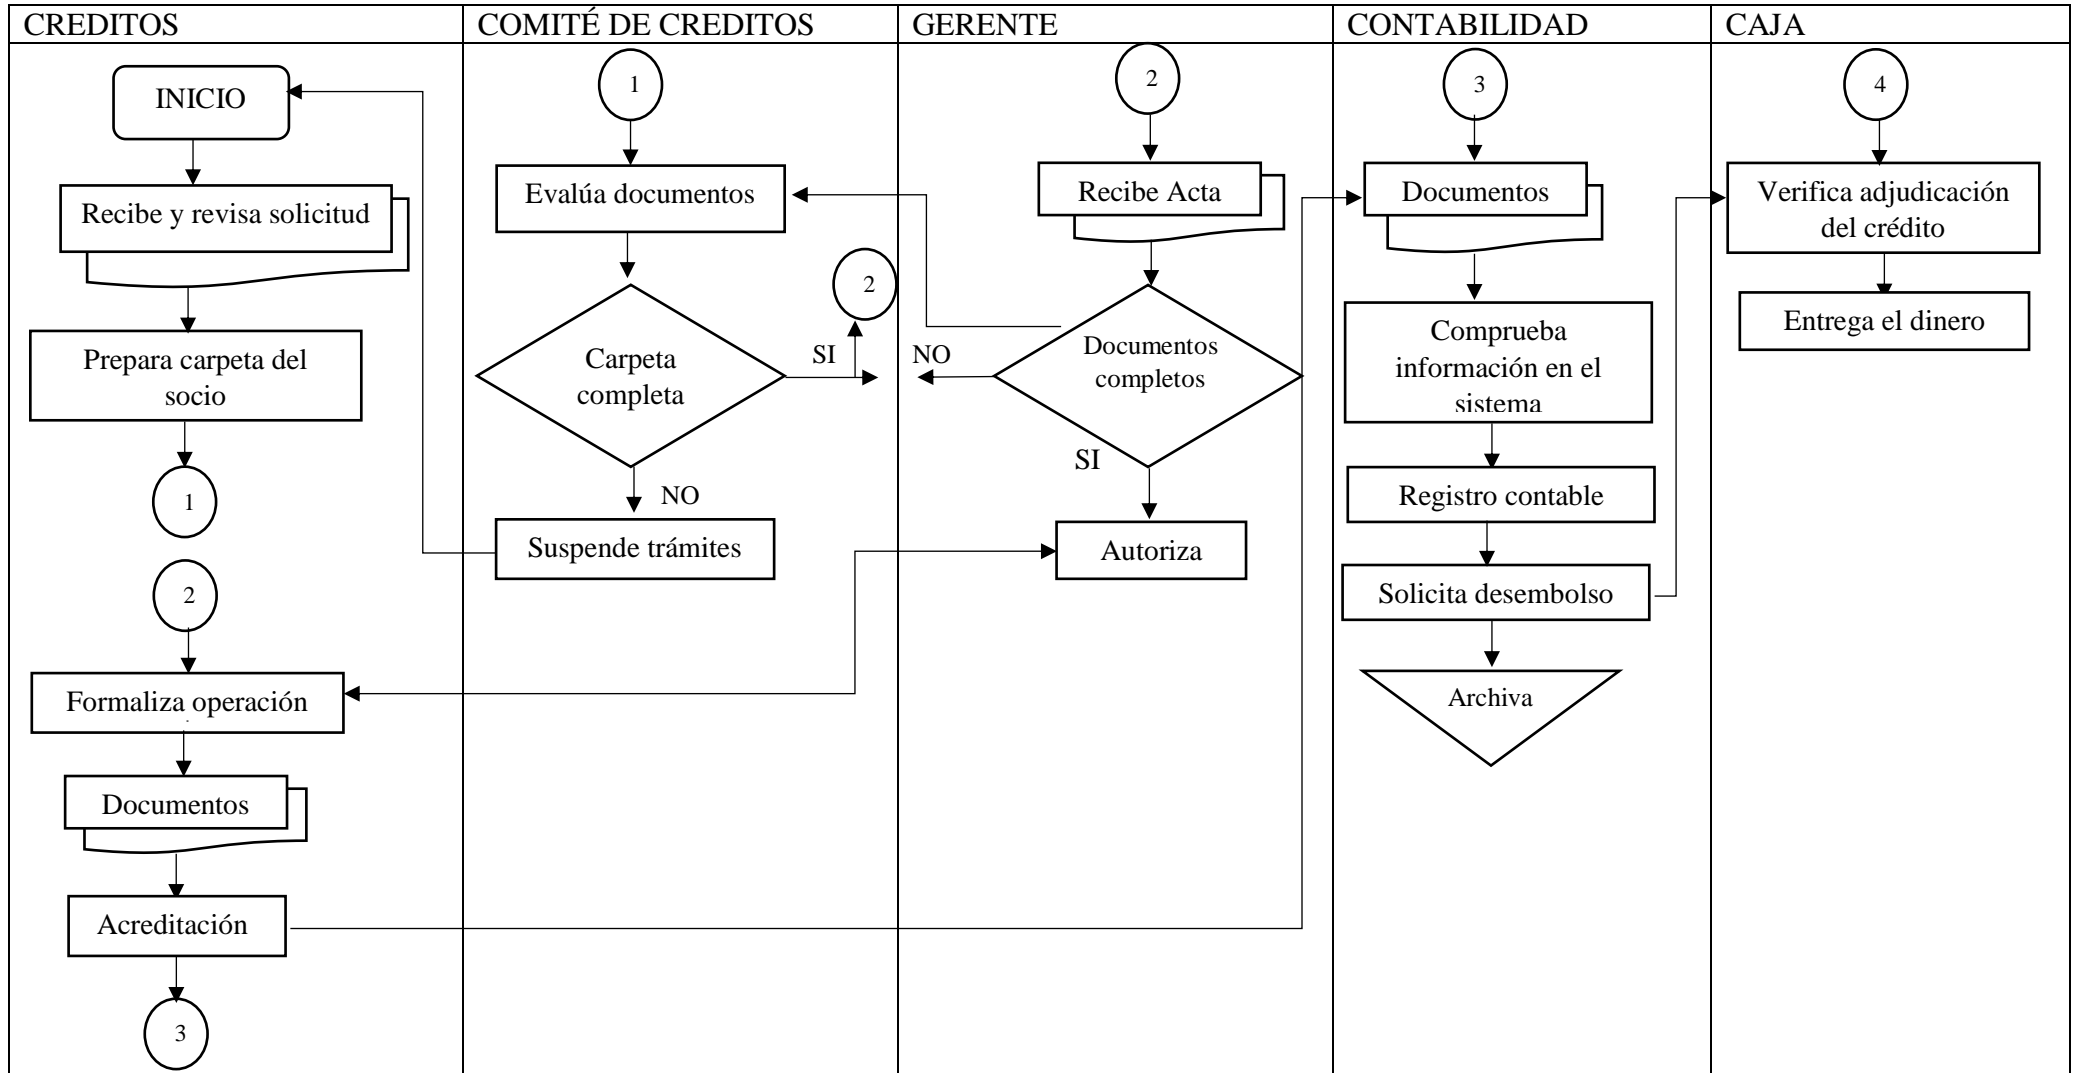 CREDITOS
INICIO
Recibe y revisa solicitud
Prepara carpeta del
socio
1
2
Formaliza operación
Documentos
Acreditación
3
COMITÉ DE CREDITOS
1
Evalúa documentos
2
Carpeta
completa
SI
NO
Suspende trámites
GERENTE
2
Recibe Acta
Documentos
completos
NO
SI
Autoriza
CONTABILIDAD
3
Documentos
Comprueba
información en el
sistema
Registro contable
Solicita desembolso
Archiva
CAJA
4
Verifica adjudicación
del crédito
Entrega el dinero